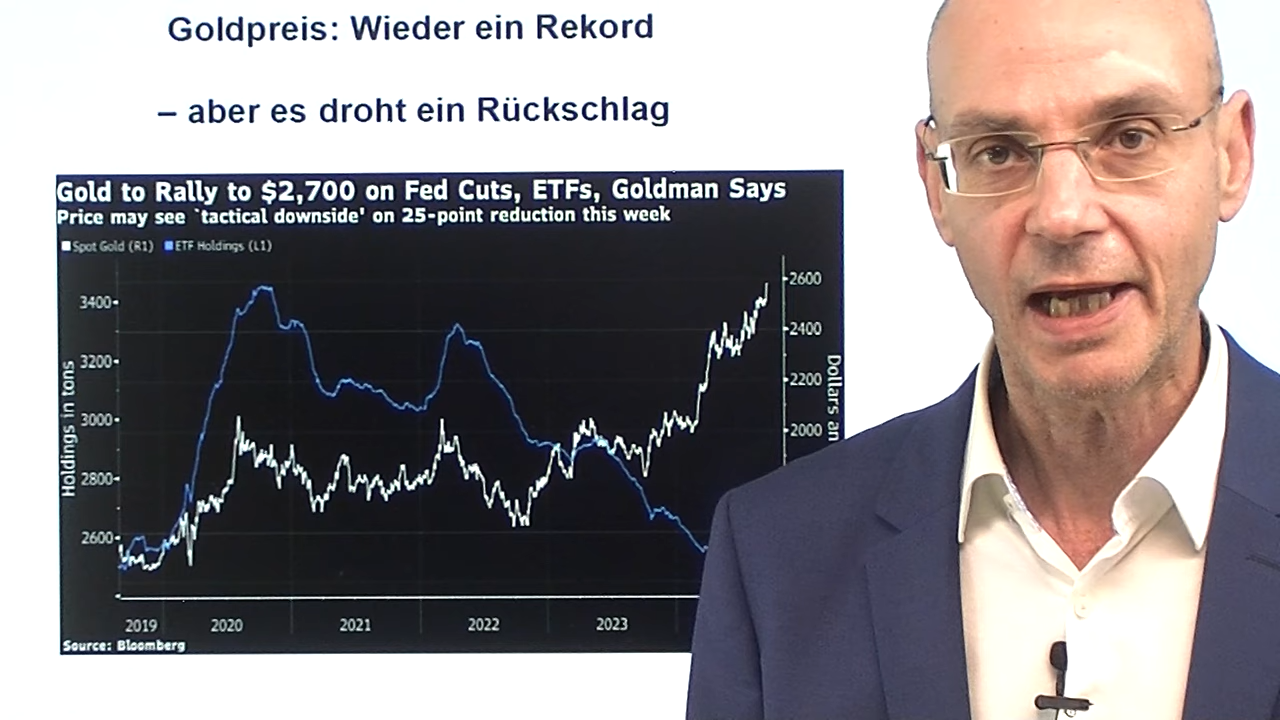 Goldpreis: Wieder ein Rekord
– aber es droht ein Rückschlag
Gold to Rally to $2,700 on Fed Cuts, ETFs, Goldman Says
Price may see `tactical downside' on 25-point reduction this week
Spot Gold (R1) ETF Holdings (L1)
Holdings in tons
3400
3200
3000
2800
2600
2600
2400
2200
2000
Dollars
2019 2020 2021 2022 2023
Source: Bloomberg